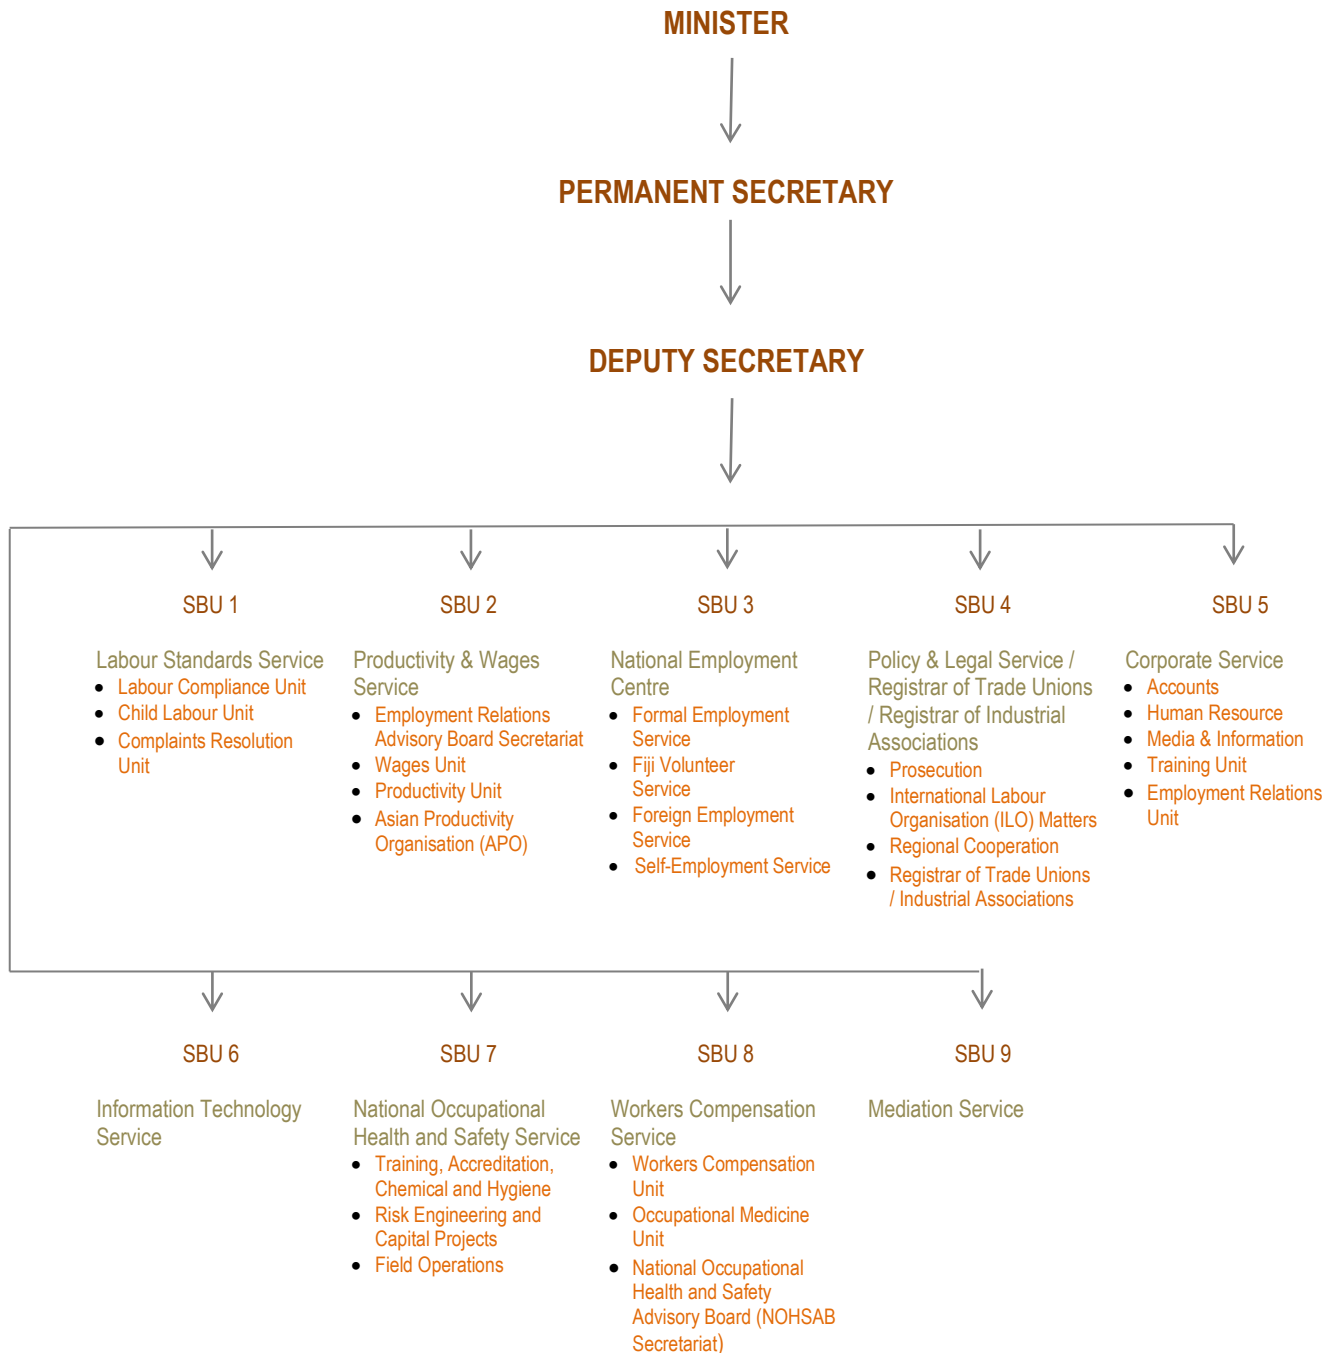 MINISTER
PERMANENT SECRETARY
DEPUTY SECRETARY
SBU 1
Labour Standards Service
• Labour Compliance Unit
• Child Labour Unit
• Complaints Resolution
Unit
SBU 2
Productivity & Wages
Service
• Employment Relations
Advisory Board Secretariat
• Wages Unit
• Productivity Unit
• Asian Productivity
Organisation (APO)
SBU 3
National Employment
Centre
• Formal Employment
Service
• Fiji Volunteer
Service
• Foreign Employment
Service
• Self-Employment Service
SBU 4
Policy & Legal Service /
Registrar of Trade Unions
/ Registrar of Industrial
Associations
• Prosecution
• International Labour
Organisation (ILO) Matters
• Regional Cooperation
• Registrar of Trade Unions
/ Industrial Associations
SBU 5
Corporate Service
• Accounts
• Human Resource
• Media & Information
• Training Unit
• Employment Relations
Unit
SBU 6
Information Technology
Service
SBU 7
National Occupational
Health and Safety Service
• Training, Accreditation,
Chemical and Hygiene
• Risk Engineering and
Capital Projects
• Field Operations
SBU 8
Workers Compensation
Service
• Workers Compensation
Unit
• Occupational Medicine
Unit
• National Occupational
Health and Safety
Advisory Board (NOHSAB
Secretariat)
SBU 9
Mediation Service